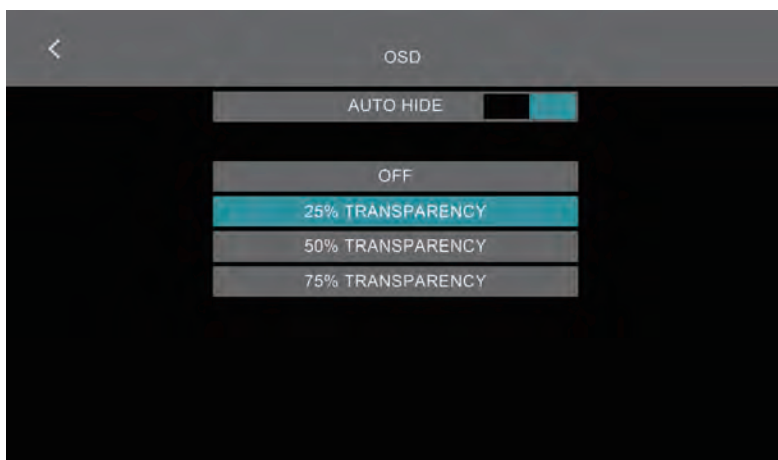 OSD
AUTO HIDE
OFF
25% TRANSPARENCY
50% TRANSPARENCY
75% TRANSPARENCY